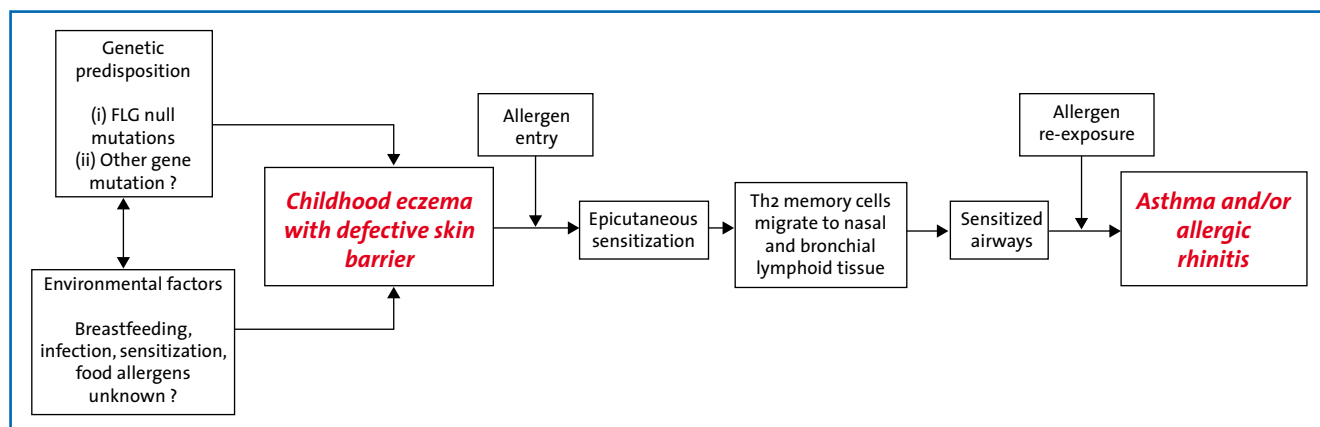 Genetic
predisposition
(i) FLG null
mutations
(ii) Other gene
mutation ?
Environmental factors
Breastfeeding,
infection, sensitization,
food allergens
unknown ?
Childhood eczema
with defective skin
barrier
Allergen
entry
Epicutaneous
sensitization
Th2 memory cells
migrate to nasal
and bronchial
lymphoid tissue
Sensitized
airways
Allergen
re-exposure
Asthma and/or
allergic
rhinitis